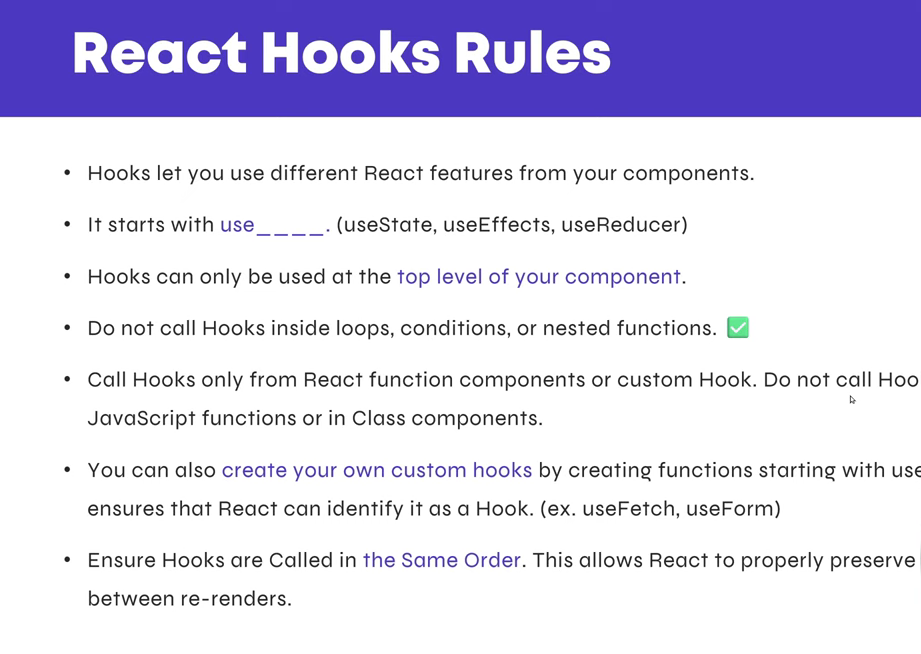 React Hooks Rules
• Hooks let you use different React features from your components.
• It starts with use____. (useState, useEffects, useReducer)
• Hooks can only be used at the top level of your component.
• Do not call Hooks inside loops, conditions, or nested functions. ✅
• Call Hooks only from React function components or custom Hook. Do not call Hoo
JavaScript functions or in Class components.
• You can also create your own custom hooks by creating functions starting with use
ensures that React can identify it as a Hook. (ex. useFetch, useForm)
• Ensure Hooks are Called in the Same Order. This allows React to properly preserve
between re-renders.